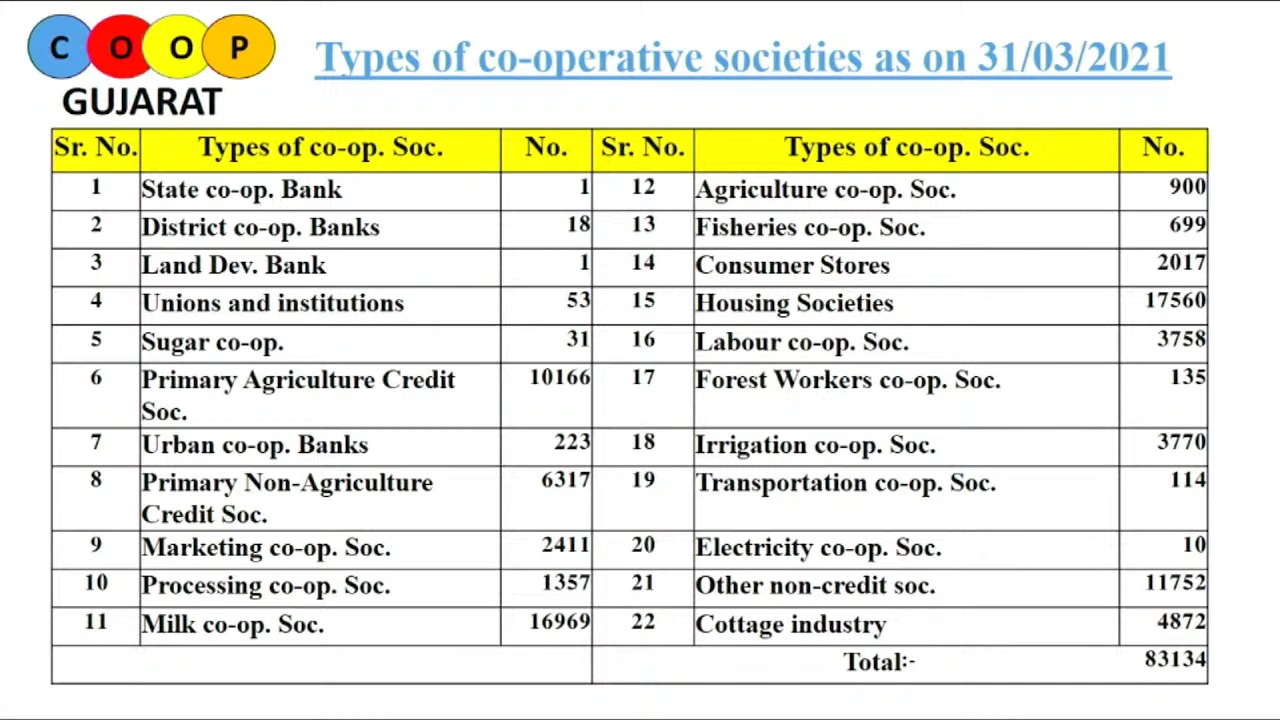 COOP
GUJARAT
Types of co-operative societies as on 31/03/2021
Sr. No. Types of co-op. Soc. No. Sr. No. Types of co-op. Soc. No.
1 State co-op. Bank 1 12 Agriculture co-op. Soc. 900
2 District co-op. Banks 18 13 Fisheries co-op. Soc. 699
3 Land Dev. Bank 1 14 Consumer Stores 2017
4 Unions and institutions 53 15 Housing Societies 17560
5 Sugar co-op. 31 16 Labour co-op. Soc. 3758
6 Primary Agriculture Credit 10166 17 Forest Workers co-op. Soc. 135
Soc.
7 Urban co-op. Banks 223 18 Irrigation co-op. Soc. 3770
8 Primary Non-Agriculture 6317 19 Transportation co-op. Soc. 114
Credit Soc.
9 Marketing co-op. Soc. 2411 20 Electricity co-op. Soc. 10
10 Processing co-op. Soc. 1357 21 Other non-credit soc. 11752
11 Milk co-op. Soc. 16969 22 Cottage industry 4872
Total:- 83134